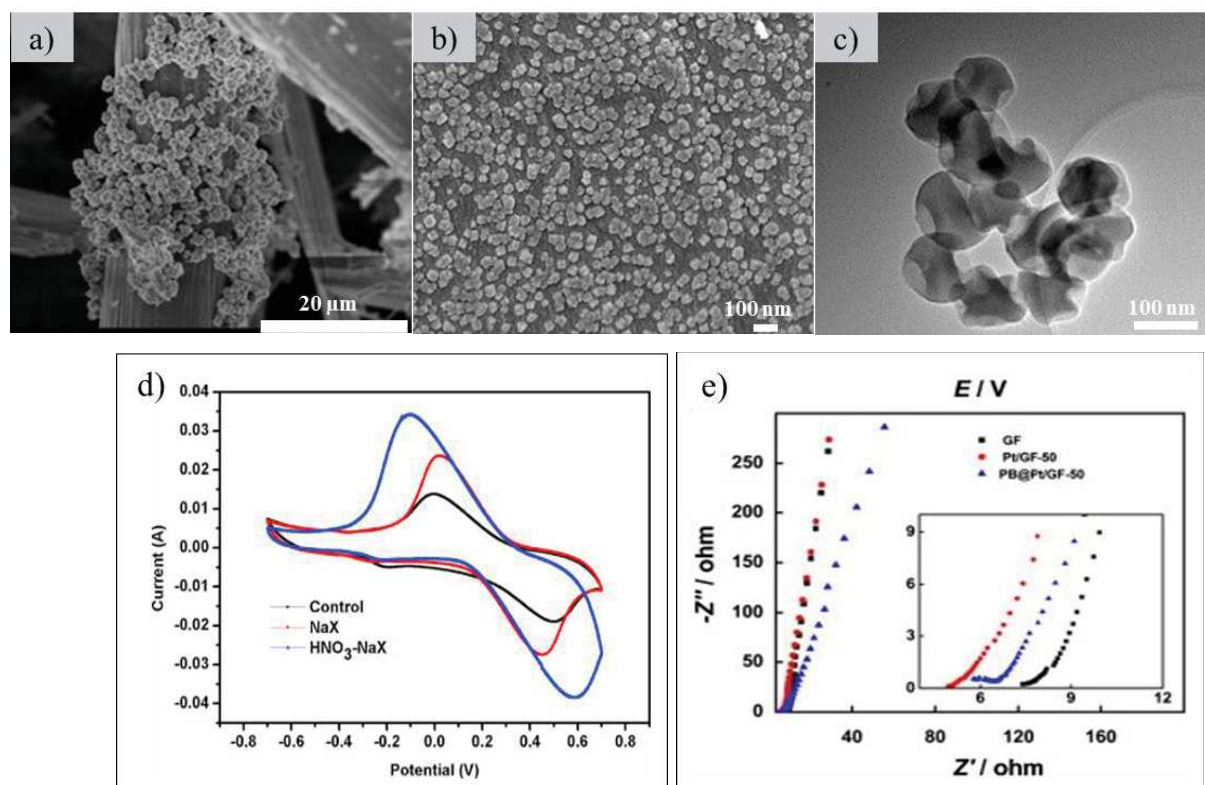 a)
20 µm
b)
100 nm
c)
100 nm
d)
0.04
0.03
0.02
0.01
0.00
-0.01
-0.02
-0.03
-0.04
Current (A)
Control
NaX
HNO3-NaX
-0.8 -0.6 -0.4 -0.2 0.0 0.2 0.4 0.6 0.8
Potential (V)
e)
E / V
GF
Pt/GF-50
PB@Pt/GF-50
250
200
150
100
50
0
-Z'' / ohm
9
6
3
0
6 9 12
40 80 120 160
Z' / ohm